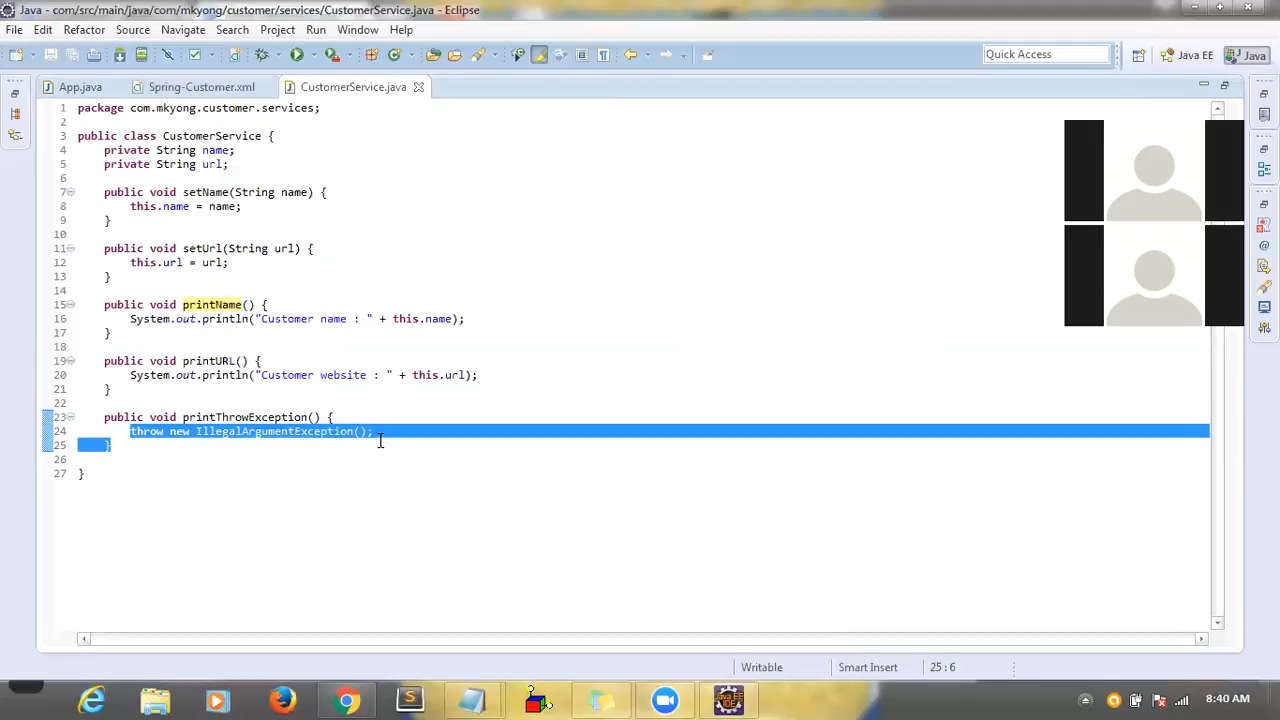 Java - com/src/main/java/com/mkyong/customer/services/CustomerService.java - Eclipse
File Edit Refactor Source Navigate Search Project Run Window Help
Quick Access
Java EE
Java
App.java
Spring-Customer.xml
CustomerService.java
1 package com.mkyong.customer.services;
2
3 public class CustomerService {
4 private String name;
5 private String url;
6
7 public void setName(String name) {
8 this.name = name;
9 }
10
11 public void setUrl(String url) {
12 this.url = url;
13 }
14
15 public void printName() {
16 System.out.println("Customer name : " + this.name);
17 }
18
19 public void printURL() {
20 System.out.println("Customer website : " + this.url);
21 }
22
23 public void printThrowException() {
24 throw new IllegalArgumentException();
25 }
26
27 }
Writable
Smart Insert
25 : 6
Java EE
IDE
8:40 AM